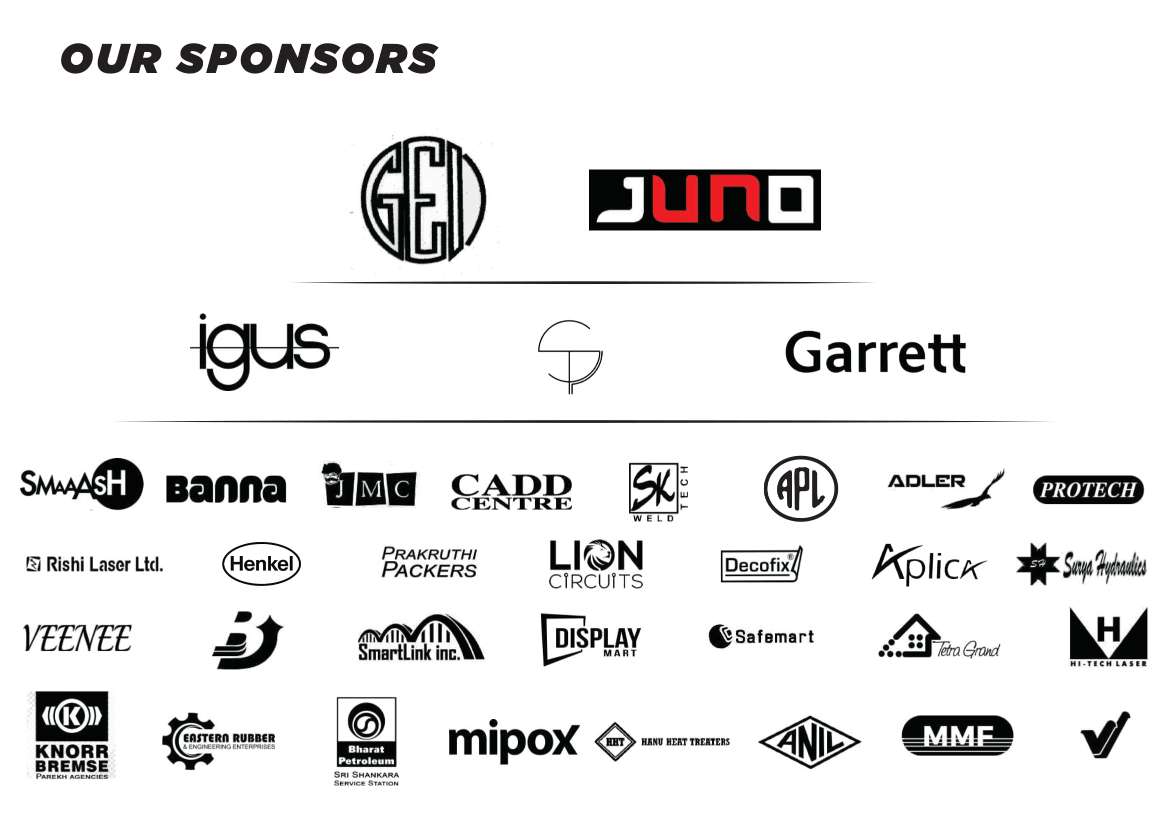 OUR SPONSORS
GEI
JUNO
igus
Garrett
SMAAASH
BANNA
JMC
CADD
CENTRE
SK
TECH
WELD
APL
ADLER
PROTECH
Rishi Laser Ltd.
Henkel
PRAKRUTHI
PACKERS
LION
CIRCUITS
Decofix®
Aplica
SH
Surya Hydraulics
VEENEE
SmartLink inc.
DISPLAY
MART
Safemart
Tetra Grand
H
HI-TECH LASER
K
KNORR
BREMSE
PAREKH AGENCIES
EASTERN RUBBER
& ENGINEERING ENTERPRISES
Bharat
Petroleum
SRI SHANKARA
SERVICE STATION
mipox
HHT
HANU HEAT TREATERS
ANIL
MMF